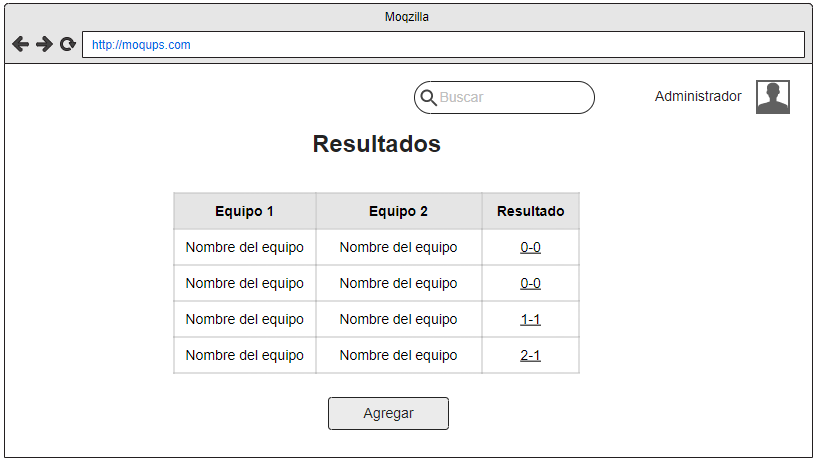 Moqzilla
http://moqups.com
Buscar
Administrador
Resultados
Equipo 1 Equipo 2 Resultado
Nombre del equipo Nombre del equipo 0-0
Nombre del equipo Nombre del equipo 0-0
Nombre del equipo Nombre del equipo 1-1
Nombre del equipo Nombre del equipo 2-1
Agregar